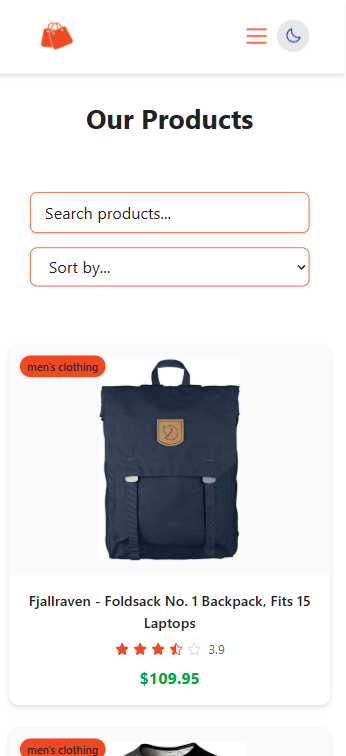 Our Products
Search products...
Sort by...
men's clothing
Fjallraven - Foldsack No. 1 Backpack, Fits 15
Laptops
3.9
$109.95
men's clothing